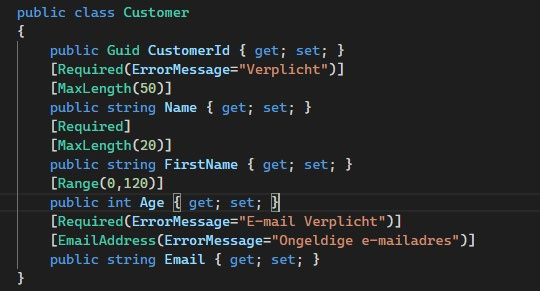 public class Customer
{
    public Guid CustomerId { get; set; }
    [Required(ErrorMessage="Verplicht")]
    [MaxLength(50)]
    public string Name { get; set; }
    [Required]
    [MaxLength(20)]
    public string FirstName { get; set; }
    [Range(0,120)]
    public int Age { get; set; }
    [Required(ErrorMessage="E-mail Verplicht")]
    [EmailAddress(ErrorMessage="Ongeldige e-mailadres")]
    public string Email { get; set; }
}